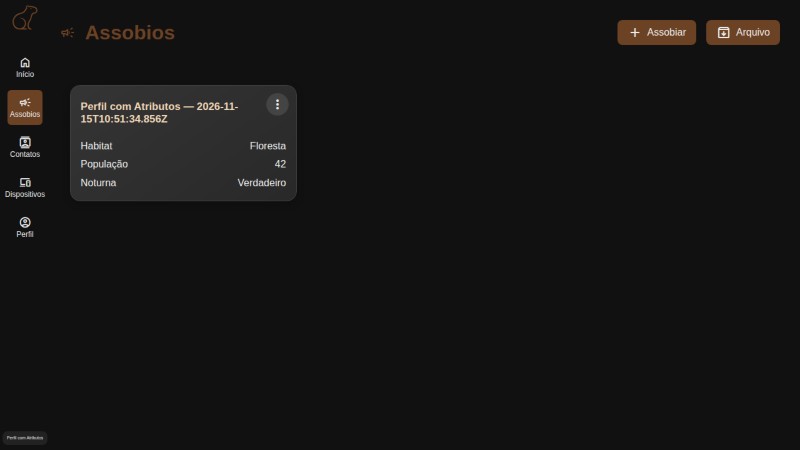 Assobios
Assobiar
Arquivo
Início
Assobios
Contatos
Dispositivos
Perfil
Perfil com Atributos — 2026-11-
15T10:51:34.856Z
Habitat Floresta
População 42
Noturna Verdadeiro
Perfil com Atributos